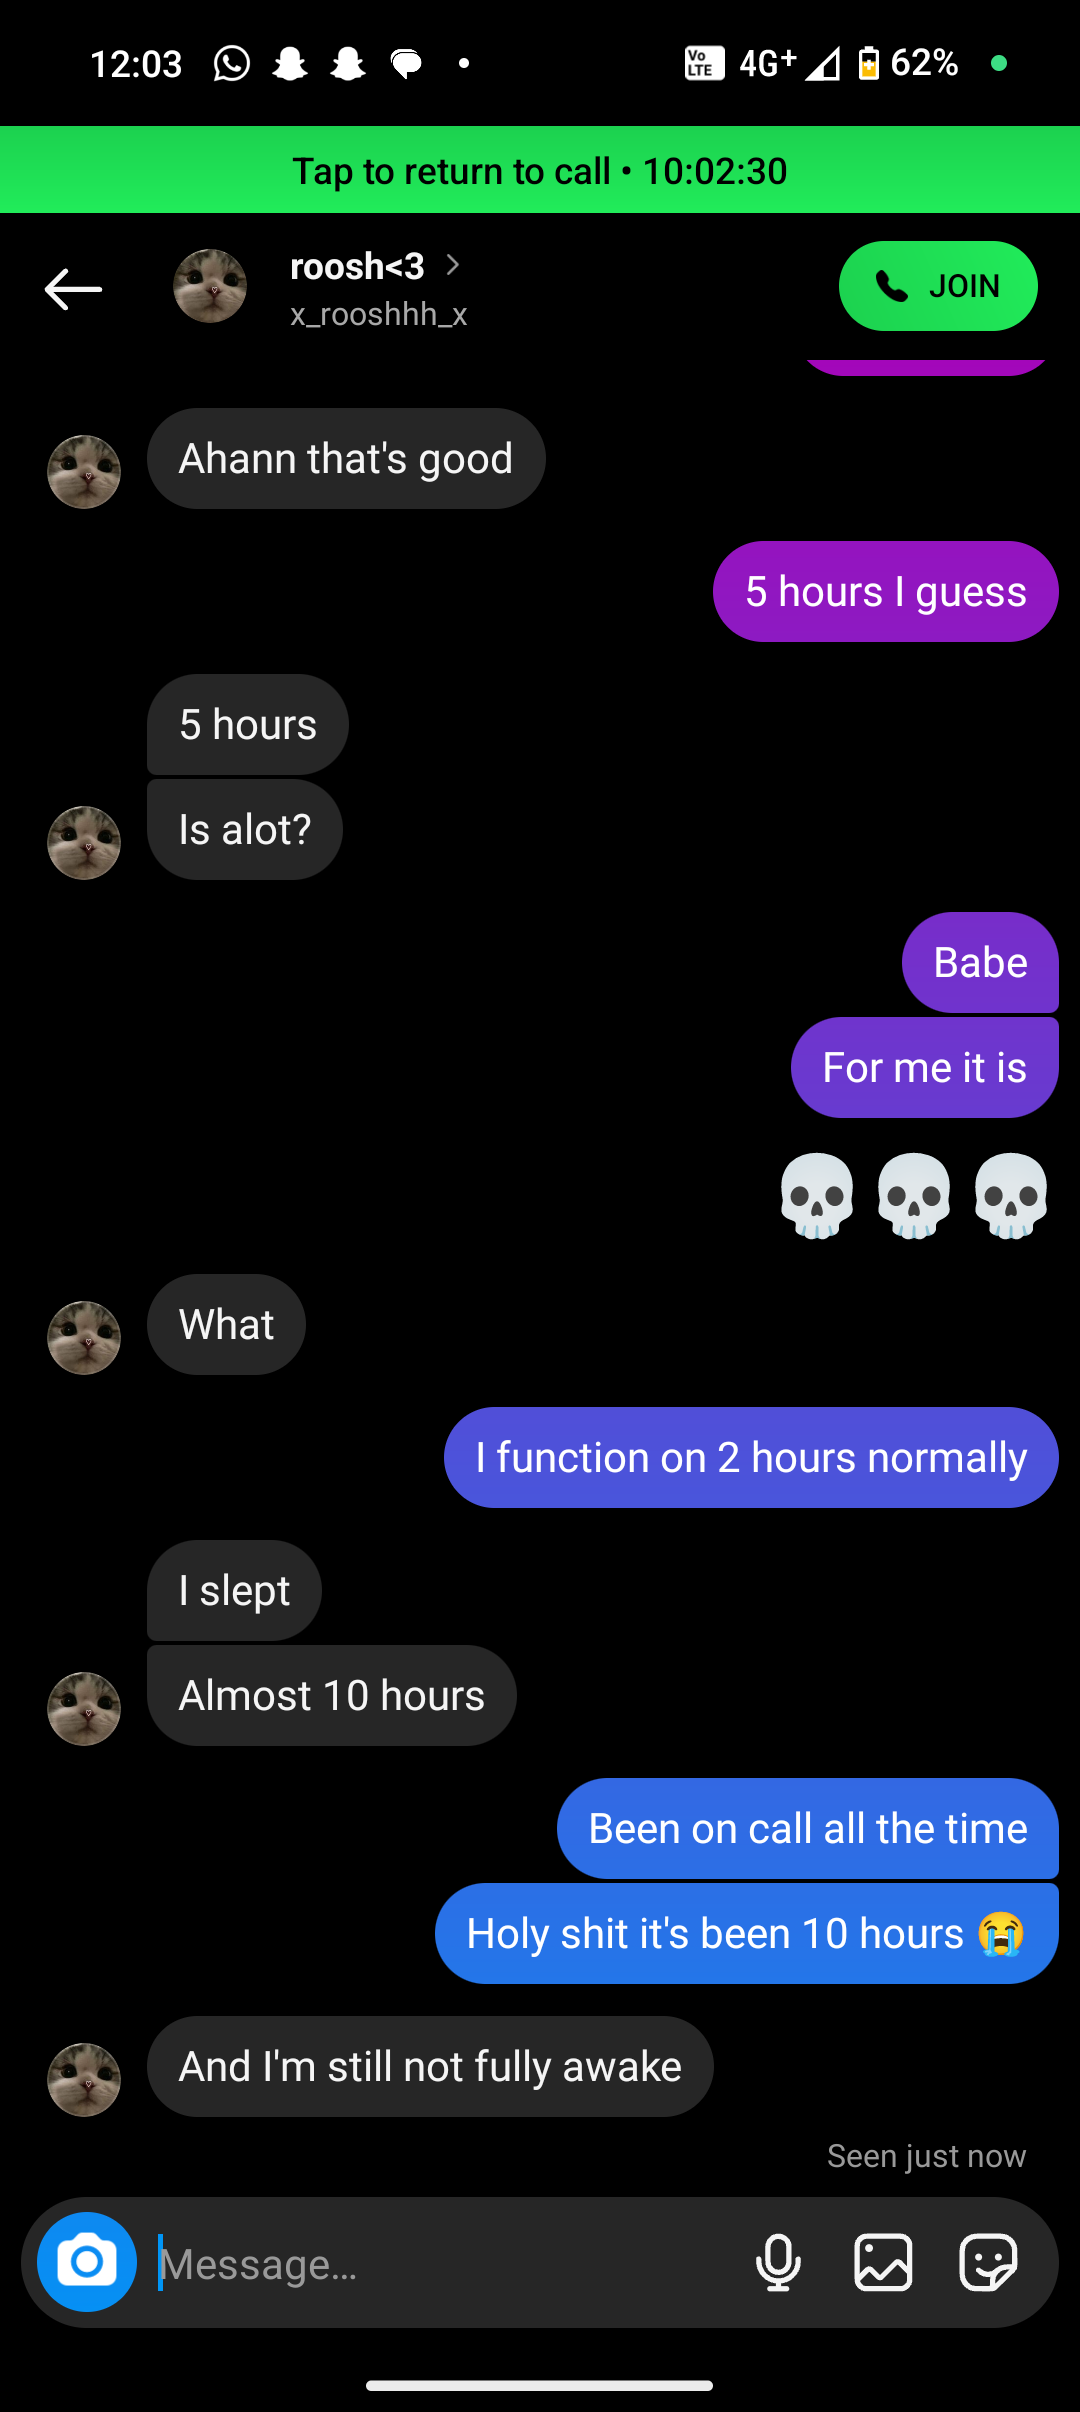 12:03
Vo LTE 4G+ 62%
Tap to return to call • 10:02:30
roosh<3
x_rooshhh_x
JOIN
Ahann that's good
5 hours I guess
5 hours
Is alot?
Babe
For me it is
💀💀💀
What
I function on 2 hours normally
I slept
Almost 10 hours
Been on call all the time
Holy shit it's been 10 hours 😭
And I'm still not fully awake
Seen just now
Message...